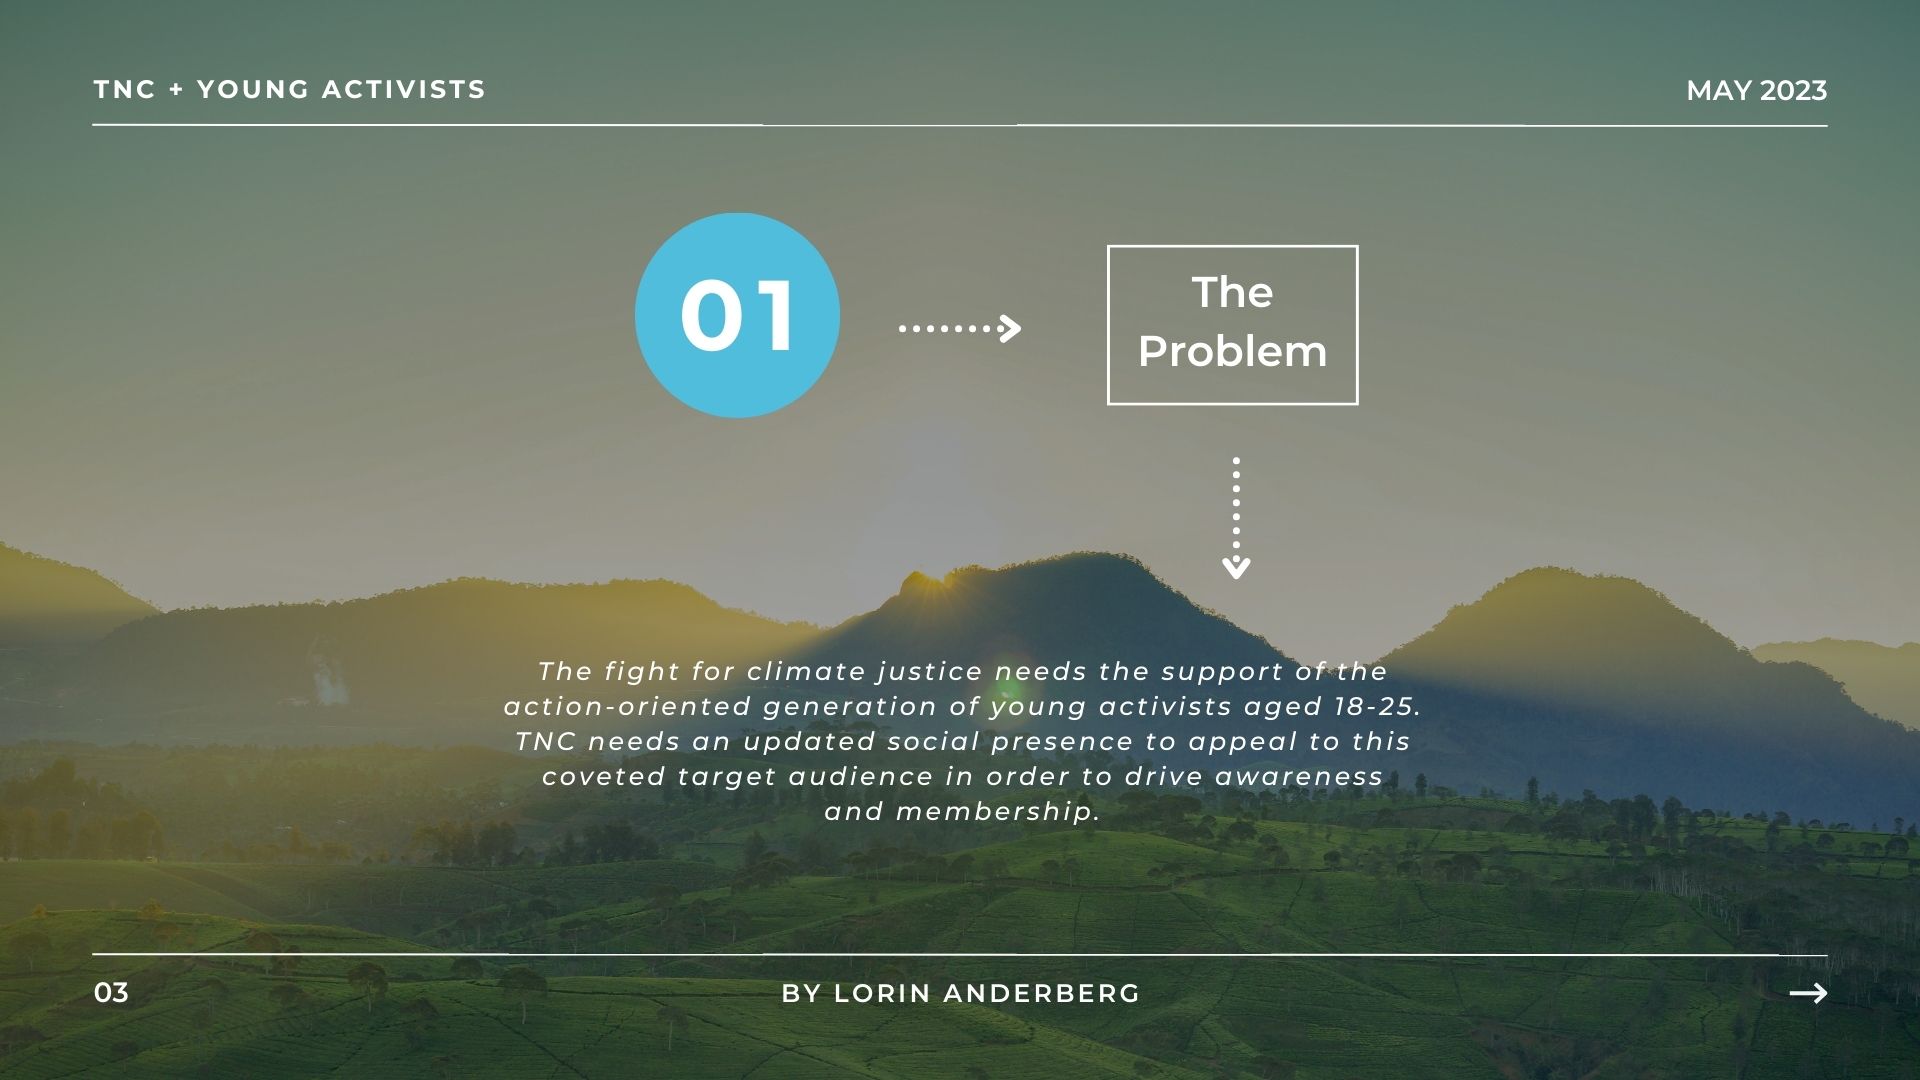 TNC + YOUNG ACTIVISTS
MAY 2023
01
The
Problem
The fight for climate justice needs the support of the
action-oriented generation of young activists aged 18-25.
TNC needs an updated social presence to appeal to this
coveted target audience in order to drive awareness
and membership.
03
BY LORIN ANDERBERG